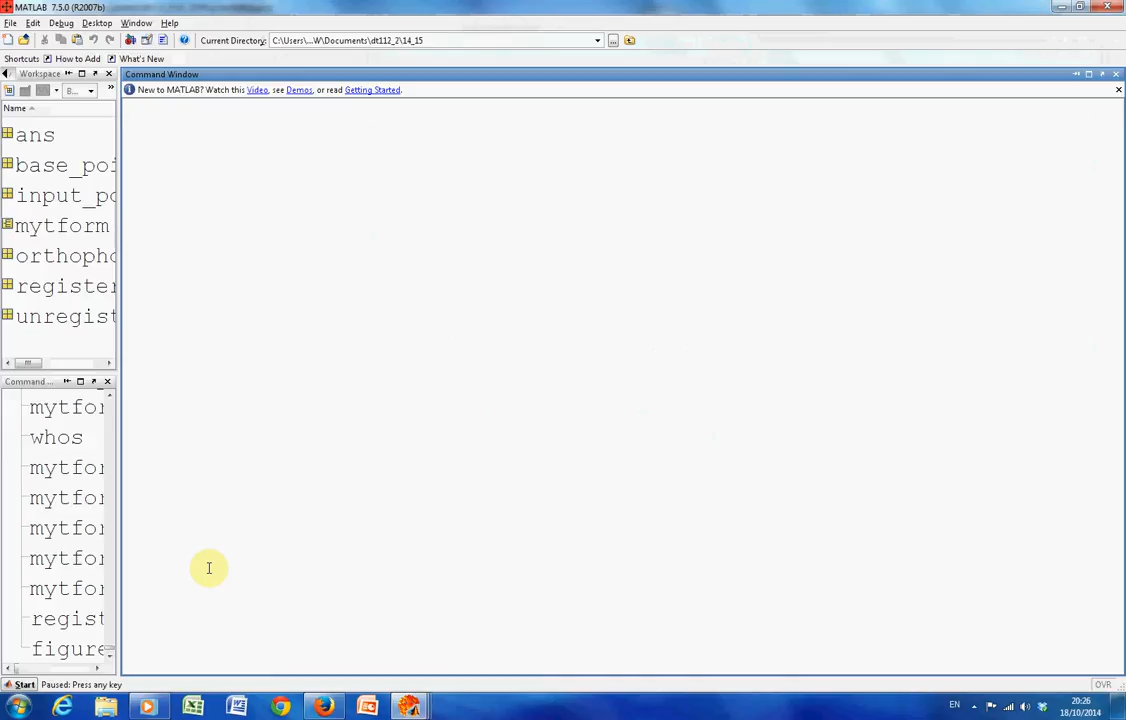 MATLAB 7.5.0 (R2007b)
File Edit Debug Desktop Window Help
Current Directory: C:\Users\...W\Documents\dt112_2\14_15
Shortcuts How to Add What's New
Workspace
B...
Name
ans
base_poi
input_po
mytform
orthopho
register
unregist
Command ...
mytfor
whos
mytfor
mytfor
mytfor
mytfor
mytfor
regist
figure
Command Window
New to MATLAB? Watch this Video, see Demos, or read Getting Started.
Start Paused: Press any key
OVR
EN
20:26
18/10/2014